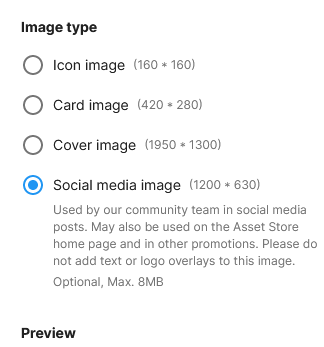 Image type
Icon image (160 * 160)
Card image (420 * 280)
Cover image (1950 * 1300)
Social media image (1200 * 630)
Used by our community team in social media
posts. May also be used on the Asset Store
home page and in other promotions. Please do
not add text or logo overlays to this image.
Optional, Max. 8MB
Preview